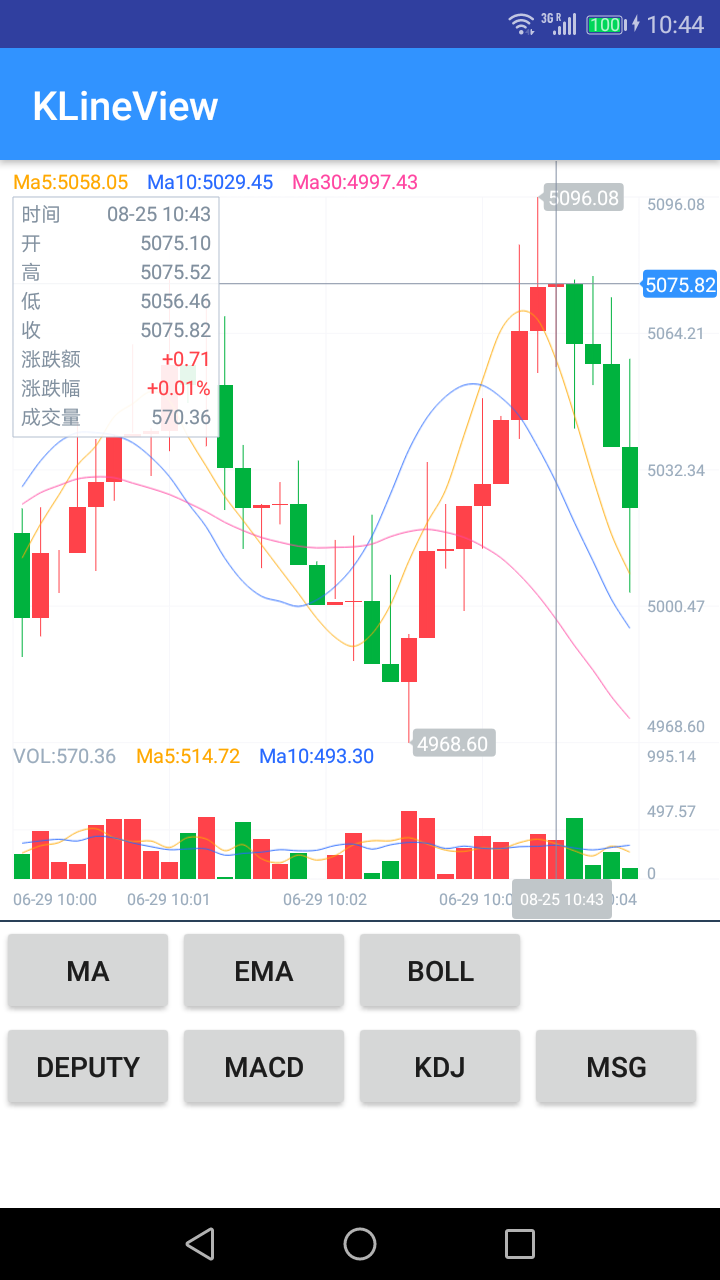 3G R 100 10:44
KLineView
Ma5:5058.05 Ma10:5029.45 Ma30:4997.43
5096.08
5096.08
时间 08-25 10:43
开 5075.10
高 5075.52
低 5056.46
收 5075.82
涨跌额 +0.71
涨跌幅 +0.01%
成交量 570.36
5075.82
5064.21
5032.34
5000.47
4968.60
4968.60
VOL:570.36 Ma5:514.72 Ma10:493.30
995.14
497.57
0
06-29 10:00 06-29 10:01 06-29 10:02 06-29 10:0 08-25 10:43 :04
MA EMA BOLL
DEPUTY MACD KDJ MSG